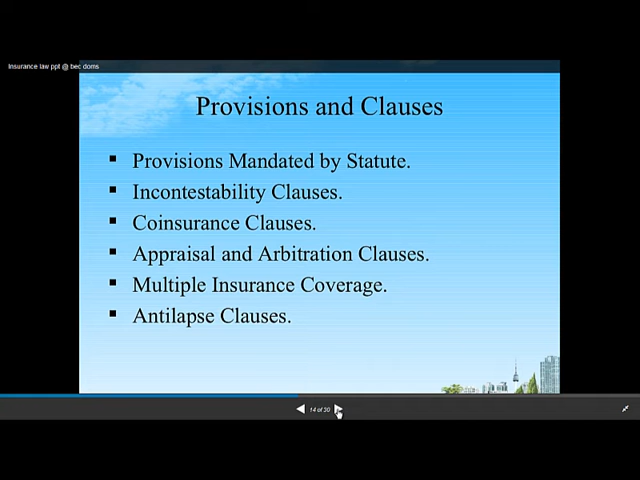 Insurance law ppt @ bec doms
Provisions and Clauses
▪ Provisions Mandated by Statute.
▪ Incontestability Clauses.
▪ Coinsurance Clauses.
▪ Appraisal and Arbitration Clauses.
▪ Multiple Insurance Coverage.
▪ Antilapse Clauses.
14 of 30